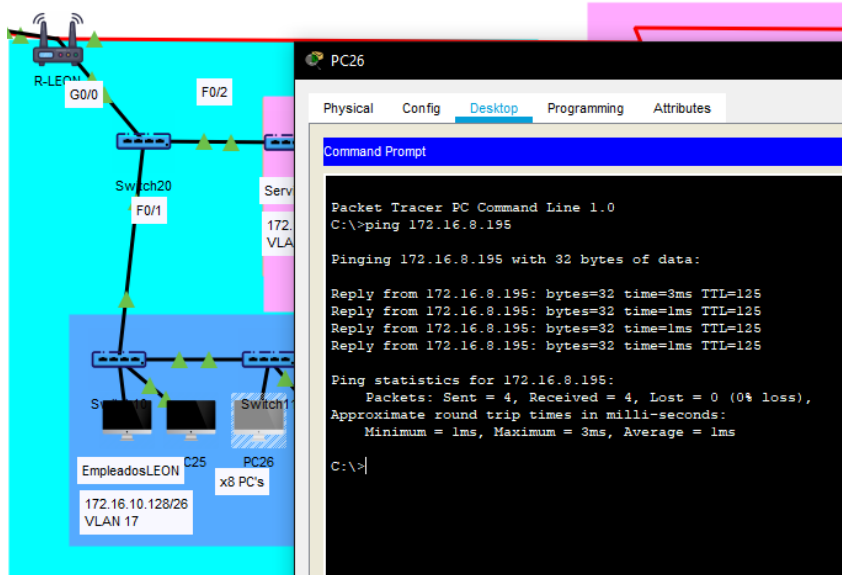 R-LEON
G0/0
F0/2
Switch20
F0/1
Serv
172.
VLA
Switch10
Switch11
C25
PC26
EmpleadosLEON
x8 PC's
172.16.10.128/26
VLAN 17
PC26
Physical
Config
Desktop
Programming
Attributes
Command Prompt
Packet Tracer PC Command Line 1.0
C:\>ping 172.16.8.195
Pinging 172.16.8.195 with 32 bytes of data:
Reply from 172.16.8.195: bytes=32 time=3ms TTL=125
Reply from 172.16.8.195: bytes=32 time=1ms TTL=125
Reply from 172.16.8.195: bytes=32 time=1ms TTL=125
Reply from 172.16.8.195: bytes=32 time=1ms TTL=125
Ping statistics for 172.16.8.195:
Packets: Sent = 4, Received = 4, Lost = 0 (0% loss),
Approximate round trip times in milli-seconds:
Minimum = 1ms, Maximum = 3ms, Average = 1ms
C:\>